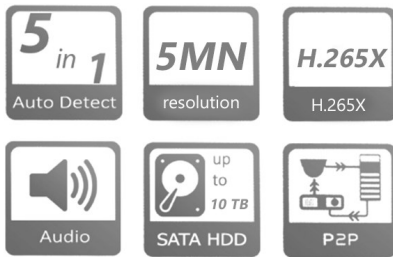 5 in 1
Auto Detect
5MN
resolution
H.265X
H.265X
Audio
up
to
10 TB
SATA HDD
P2P